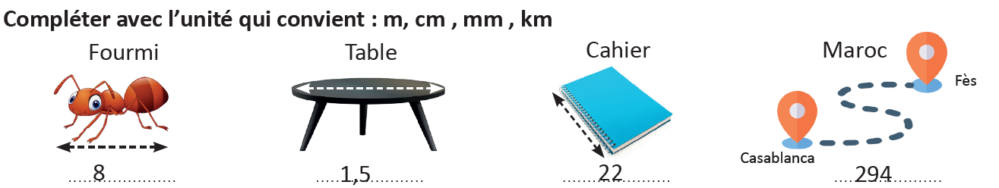 Compléter avec l’unité qui convient : m, cm , mm , km
Fourmi
Table
Cahier
Maroc
Fès
Casablanca
8
1,5
22
294